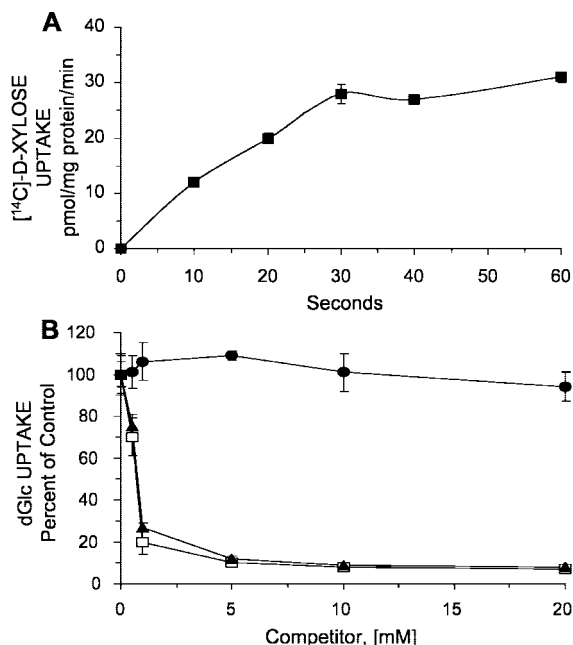 A
[¹⁴C]-D-XYLOSE
UPTAKE
pmol/mg protein/min
40
30
20
10
0
0 10 20 30 40 50 60
Seconds
B
dGlc UPTAKE
Percent of Control
120
100
80
60
40
20
0
0 5 10 15 20
Competitor, [mM]